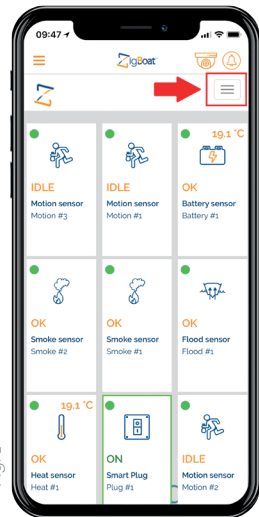 09:47
ZigBoat
19.1 °C
IDLE
Motion sensor
Motion #3
IDLE
Motion sensor
Motion #1
OK
Battery sensor
Battery #1
OK
Smoke sensor
Smoke #2
OK
Smoke sensor
Smoke #1
OK
Flood sensor
Flood #1
19.1 °C
OK
Heat sensor
Heat #1
ON
Smart Plug
Plug #1
IDLE
Motion sensor
Motion #2